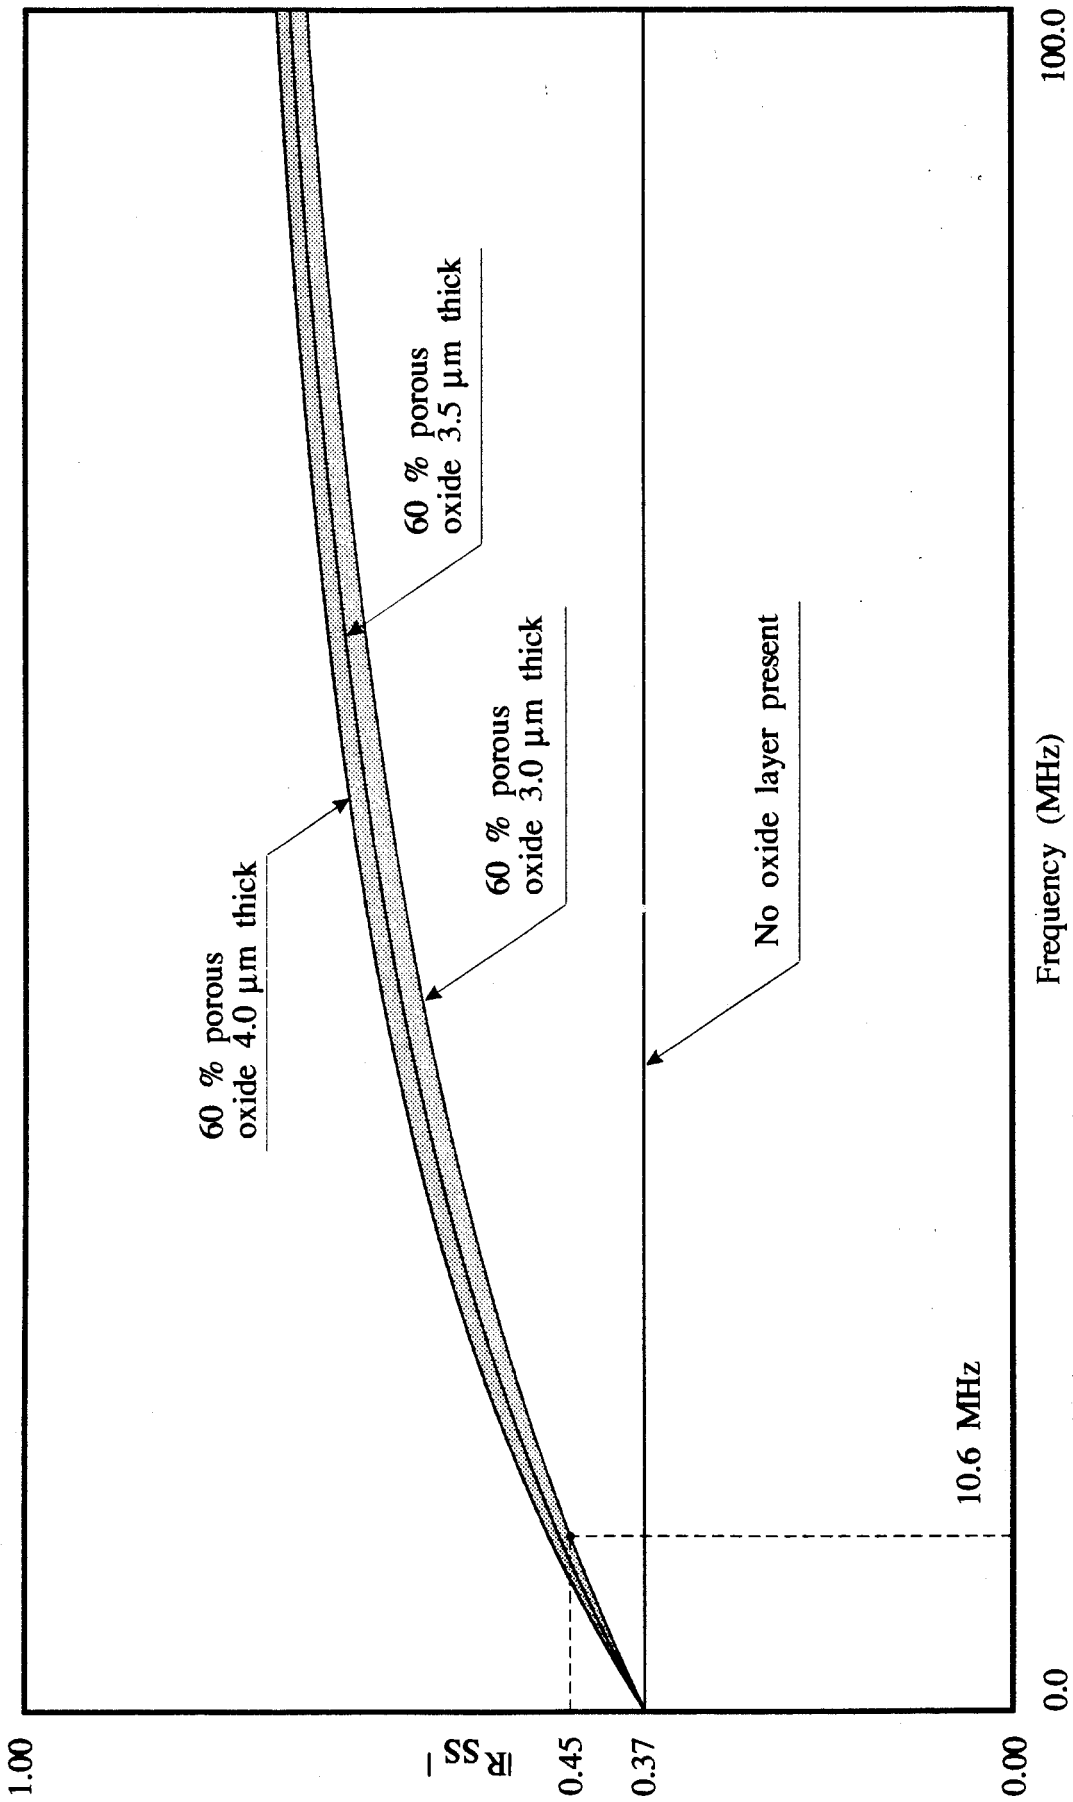 1.00
|R̄ss|
0.45
0.37
0.00
60 % porous
oxide 4.0 μm thick
60 % porous
oxide 3.5 μm thick
60 % porous
oxide 3.0 μm thick
No oxide layer present
10.6 MHz
0.0
Frequency (MHz)
100.0